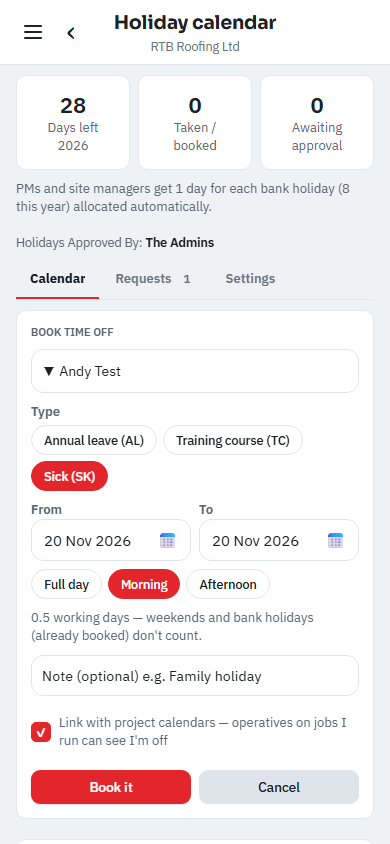 Holiday calendar
RTB Roofing Ltd
28
Days left
2026
0
Taken /
booked
0
Awaiting
approval
PMs and site managers get 1 day for each bank holiday (8
this year) allocated automatically.
Holidays Approved By: The Admins
Calendar Requests 1 Settings
BOOK TIME OFF
▼ Andy Test
Type
Annual leave (AL) Training course (TC)
Sick (SK)
From To
20 Nov 2026 20 Nov 2026
Full day Morning Afternoon
0.5 working days — weekends and bank holidays
(already booked) don't count.
Note (optional) e.g. Family holiday
Link with project calendars — operatives on jobs I
run can see I'm off
Book it Cancel